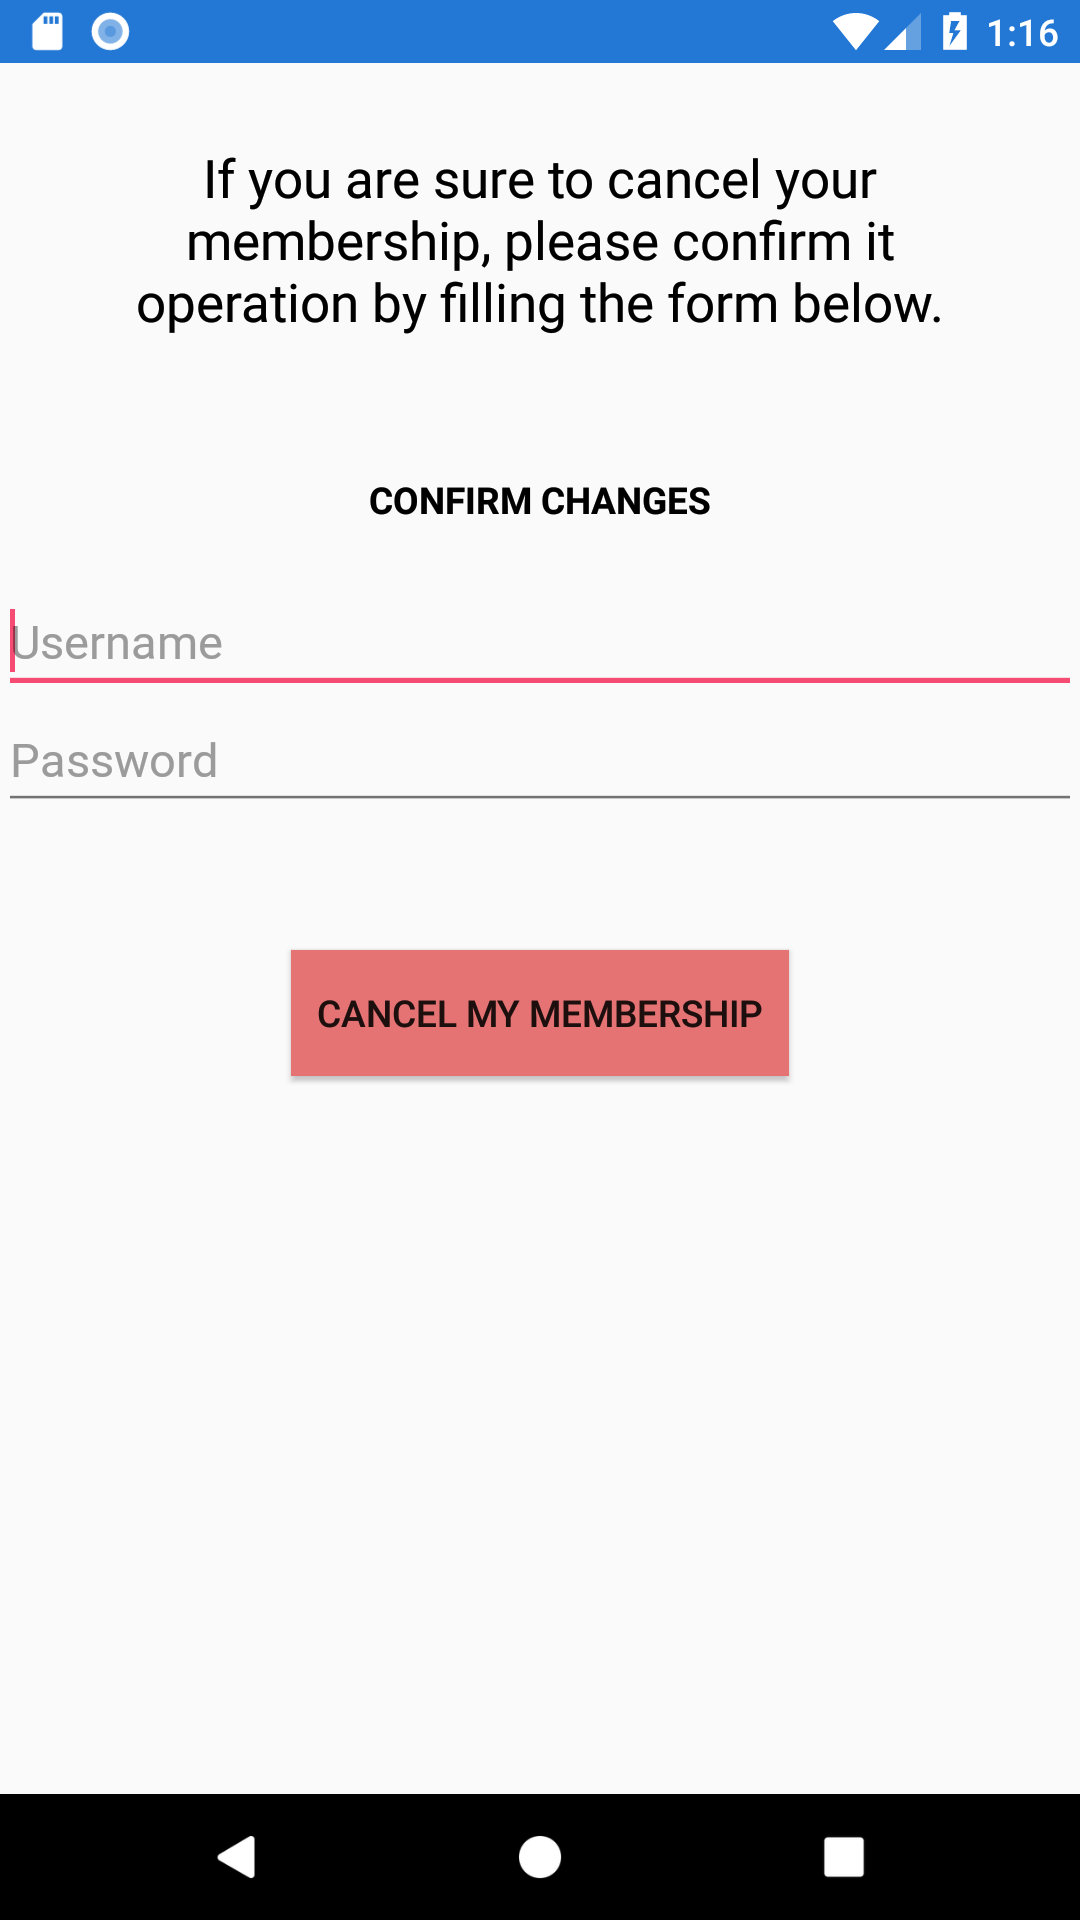 1:16
If you are sure to cancel your
membership, please confirm it
operation by filling the form below.
CONFIRM CHANGES
Username
Password
CANCEL MY MEMBERSHIP